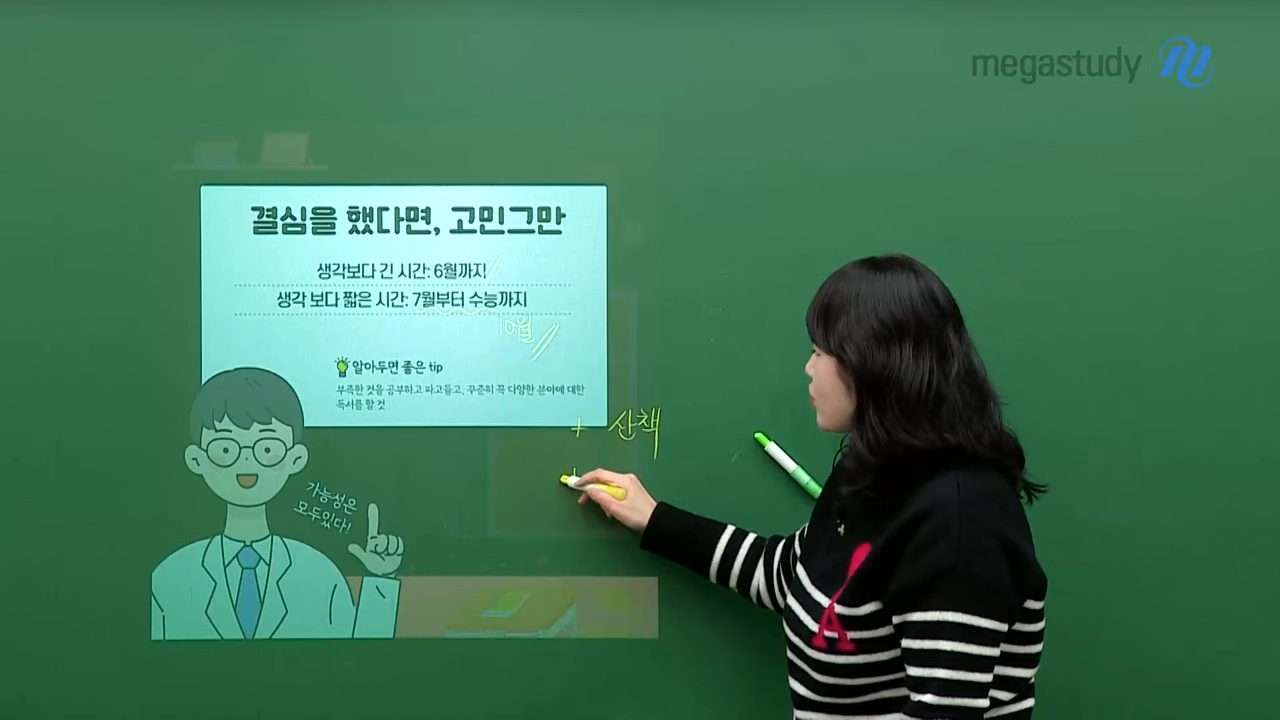 megastudy
결심을 했다면, 고민그만
생각보다 긴 시간: 6월까지
생각 보다 짧은 시간: 7월부터 수능까지
10월
알아두면 좋은 tip
부족한 것을 공부하고 파고들고, 꾸준히 꼭 다양한 분야에 대한
독서를 할 것
+ 산책
+
가능성은
모두있다!
A